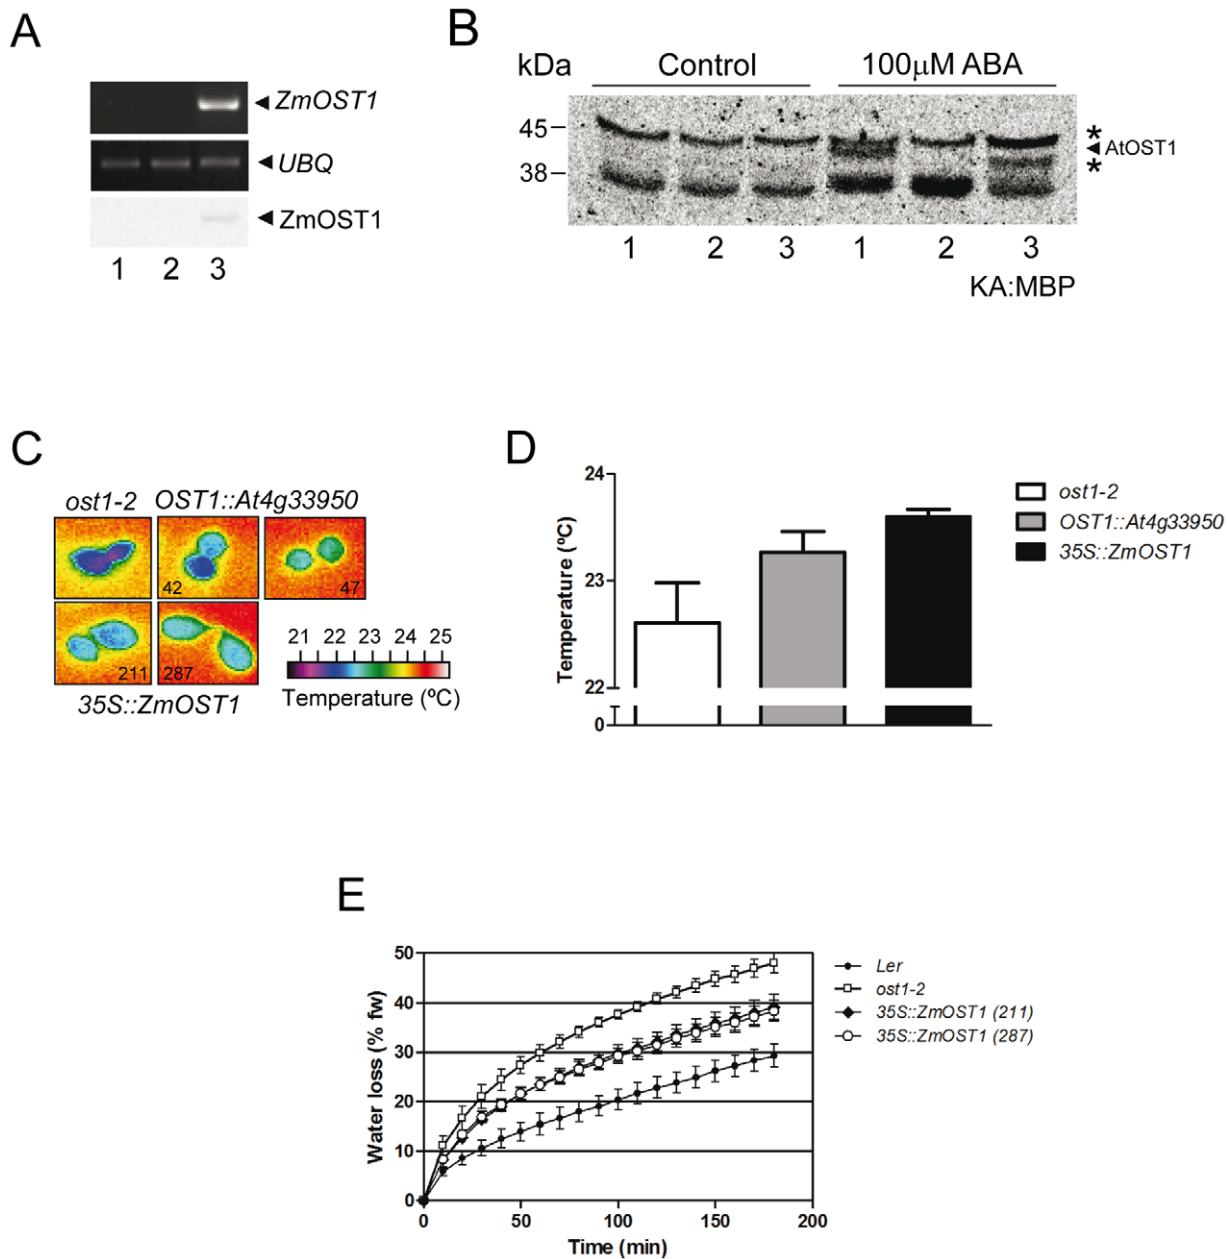 A
ZmOST1
UBQ
ZmOST1
1 2 3
B
kDa
Control
100μM ABA
45
38
*
AtOST1
*
1 2 3 1 2 3
KA:MBP
C
ost1-2 OST1::At4g33950
42
47
211
287
35S::ZmOST1
21 22 23 24 25
Temperature (ºC)
D
24
23
22
0
Temperature (ºC)
ost1-2
OST1::At4g33950
35S::ZmOST1
E
50
40
30
20
10
0
Water loss (% fw)
0 50 100 150 200
Time (min)
Ler
ost1-2
35S::ZmOST1 (211)
35S::ZmOST1 (287)